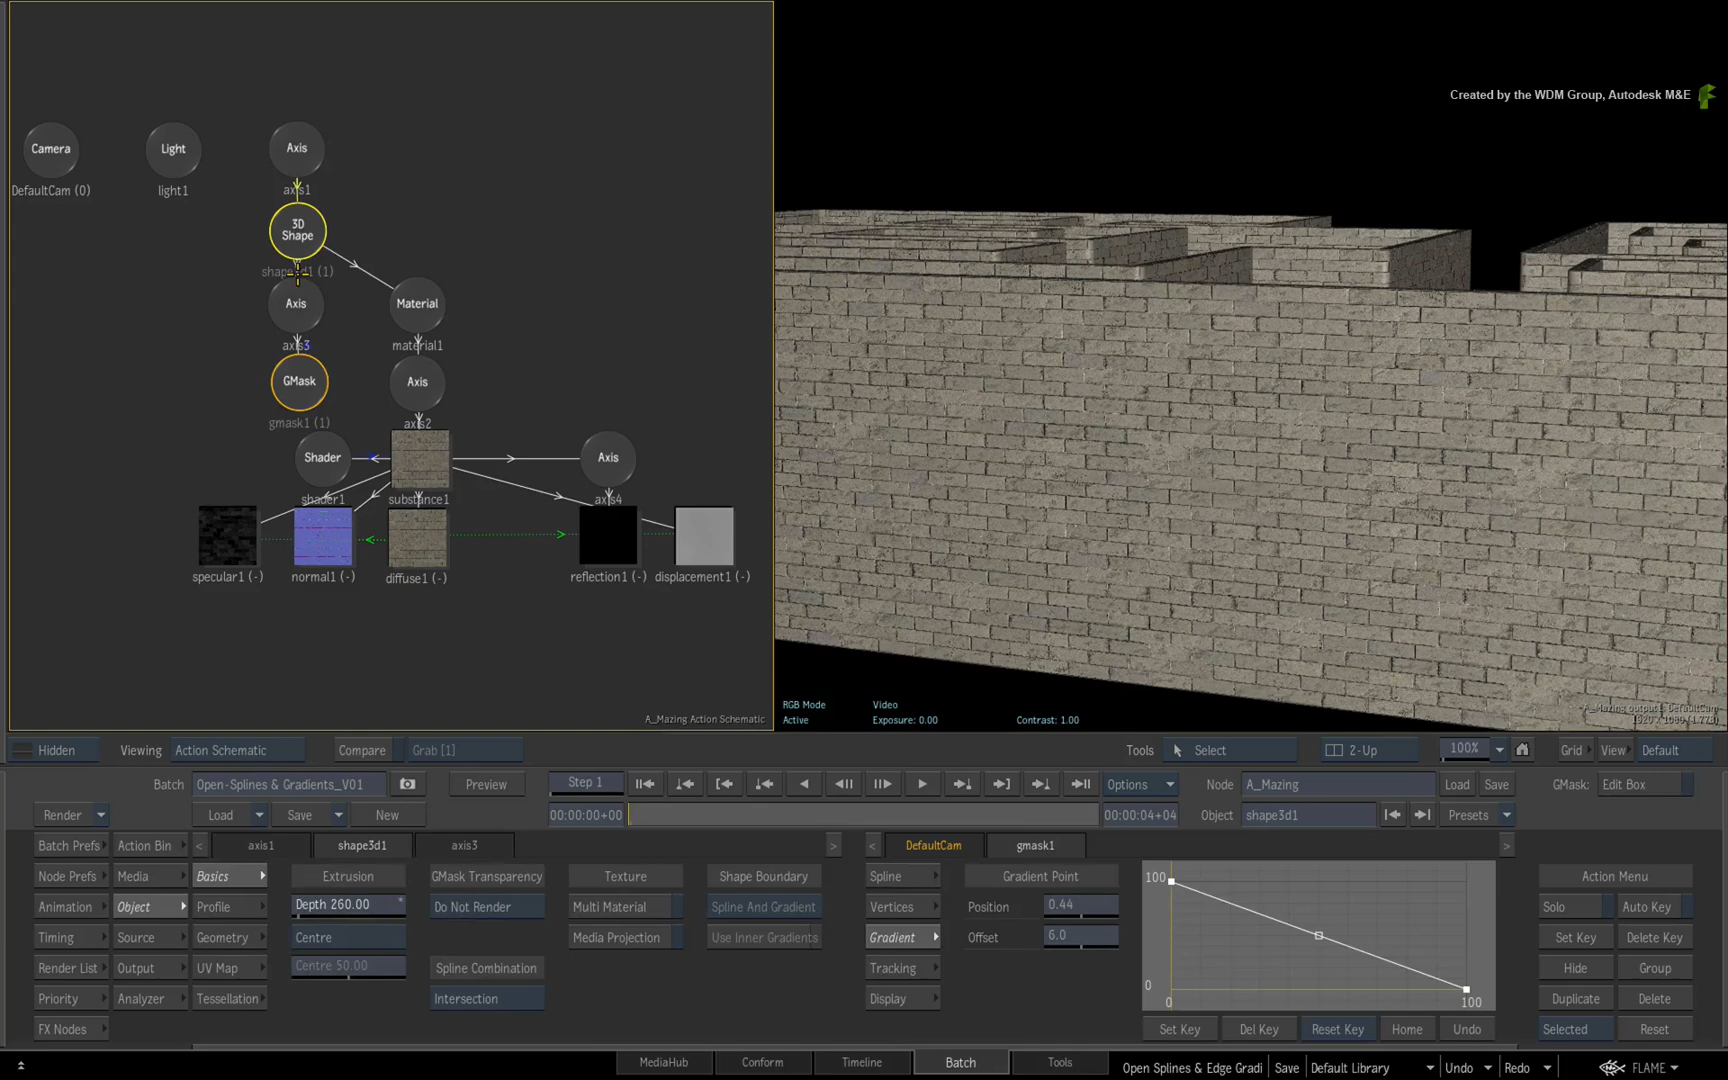 Created by the WDM Group, Autodesk M&E
Camera
Light
Axis
DefaultCam (0)
light1
axis1
3D
Shape
shape3d1 (1)
Axis
Material
axis3
material1
GMask
Axis
gmask1 (1)
axis2
Shader
Axis
shader1
substance1
axis4
specular1 (-)
normal1 (-)
diffuse1 (-)
reflection1 (-)
displacement1 (-)
A_Mazing Action Schematic
RGB Mode
Video
Active
Exposure: 0.00
Contrast: 1.00
A_Mazing output1 DefaultCam
1920 x 1080 (1.778)
Hidden
Viewing
Action Schematic
Compare
Grab [1]
Tools
Select
2-Up
100%
Grid
View
Default
Batch
Open-Splines & Gradients_V01
Preview
Step 1
Options
Node
A_Mazing
Load
Save
GMask:
Edit Box
Render
Load
Save
New
00:00:00+00
00:00:04+04
Object
shape3d1
Presets
Batch Prefs
Action Bin
<
axis1
shape3d1
axis3
>
<
DefaultCam
gmask1
>
Node Prefs
Media
Basics
Extrusion
GMask Transparency
Texture
Shape Boundary
Spline
Gradient Point
100
Action Menu
Animation
Object
Profile
Depth 260.00
Do Not Render
Multi Material
Spline And Gradient
Vertices
Position
0.44
Solo
Auto Key
Timing
Source
Geometry
Centre
Media Projection
Use Inner Gradients
Gradient
Offset
6.0
Set Key
Delete Key
Render List
Output
UV Map
Centre 50.00
Spline Combination
Tracking
Hide
Group
Priority
Analyzer
Tessellation
Intersection
Display
0
0
100
Duplicate
Delete
FX Nodes
Set Key
Del Key
Reset Key
Home
Undo
Selected
Reset
MediaHub
Conform
Timeline
Batch
Tools
Open Splines & Edge Gradi
Save
Default Library
Undo
Redo
FLAME